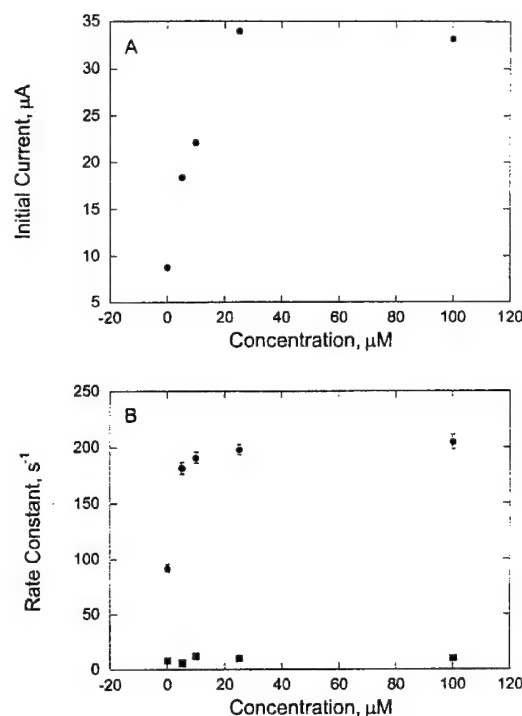 A
35
30
25
20
15
10
5
Initial Current, μA
-20 0 20 40 60 80 100 120
Concentration, μM
B
250
200
150
100
50
0
Rate Constant, s⁻¹
-20 0 20 40 60 80 100 120
Concentration, μM